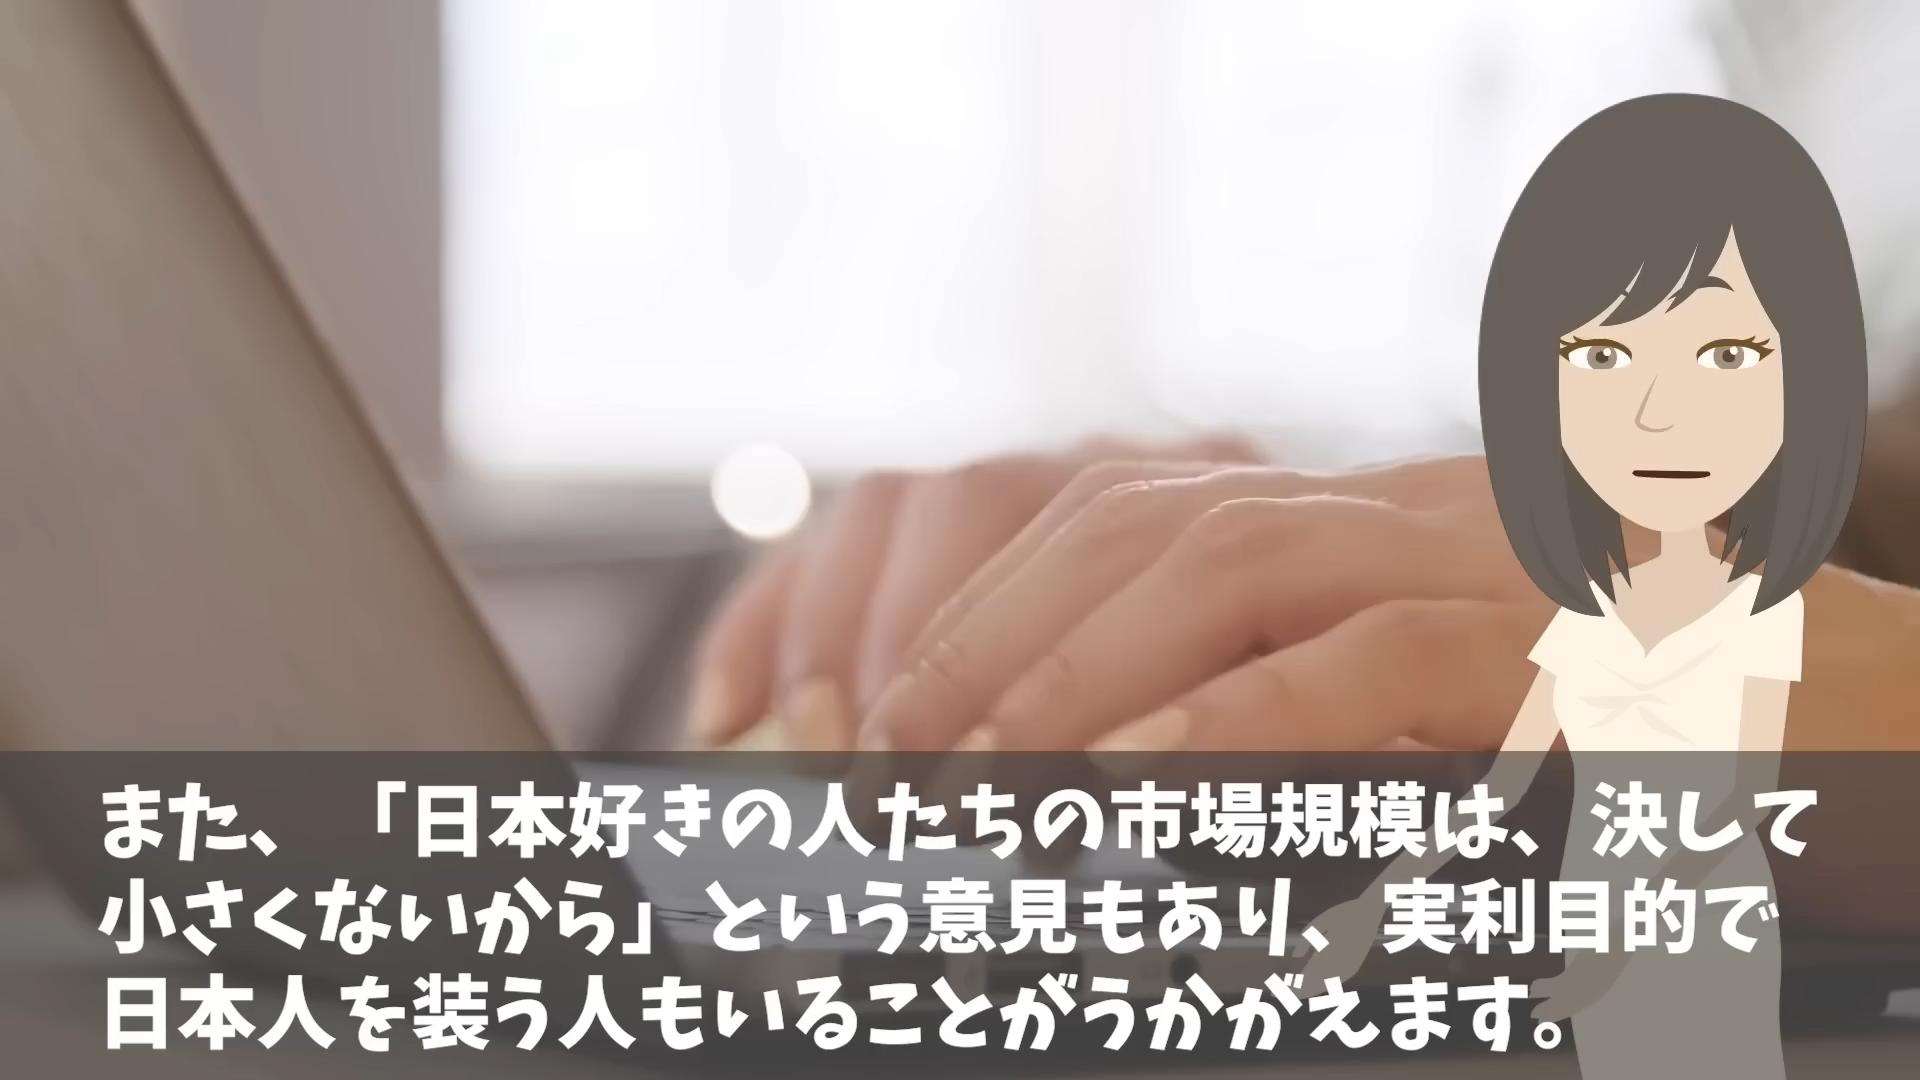 また、「日本好きの人たちの市場規模は、決して
小さくないから」という意見もあり、実利目的で
日本人を装う人もいることがうかがえます。